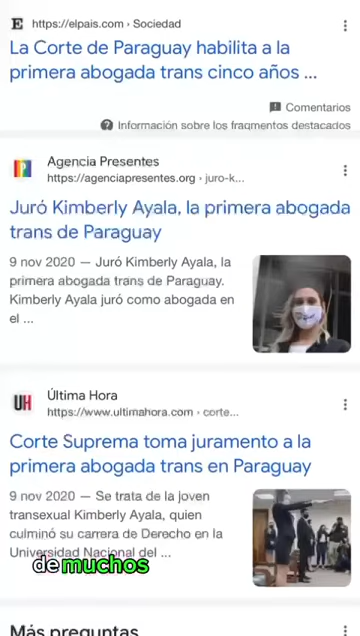 E https://elpais.com › Sociedad
La Corte de Paraguay habilita a la
primera abogada trans cinco años ...
Comentarios
Información sobre los fragmentos destacados
P Agencia Presentes
https://agenciapresentes.org › juro-k...
Juró Kimberly Ayala, la primera abogada
trans de Paraguay
9 nov 2020 — Juró Kimberly Ayala, la
primera abogada trans de Paraguay.
Kimberly Ayala juró como abogada en
el ...
UH Última Hora
https://www.ultimahora.com › corte...
Corte Suprema toma juramento a la
primera abogada trans en Paraguay
9 nov 2020 — Se trata de la joven
transexual Kimberly Ayala, quien
culminó su carrera de Derecho en la
Universidad Nacional del ...
de muchos
Más preguntas